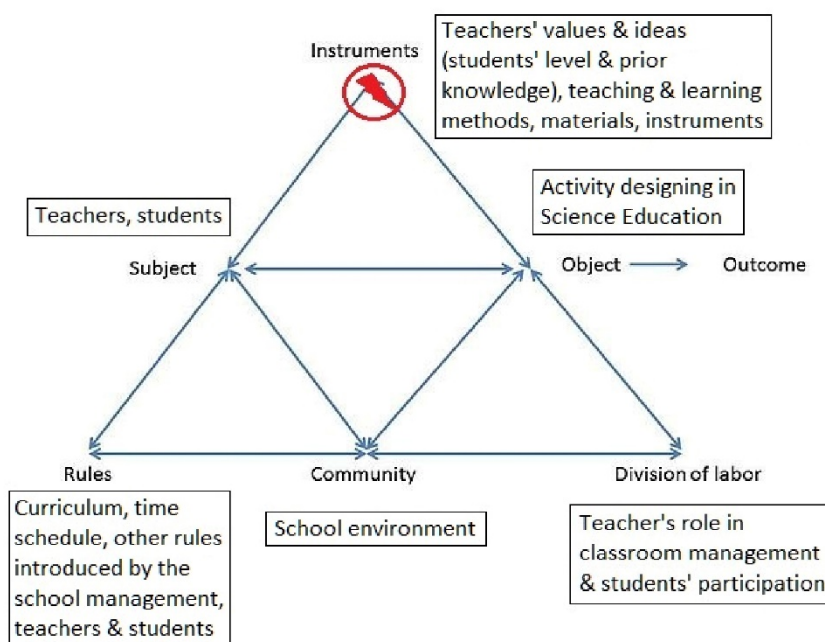 Instruments
Teachers' values & ideas
(students' level & prior
knowledge), teaching & learning
methods, materials, instruments
Teachers, students
Activity designing in
Science Education
Subject
Object
Outcome
Rules
Community
Division of labor
Curriculum, time
schedule, other rules
introduced by the
school management,
teachers & students
School environment
Teacher's role in
classroom management
& students' participation